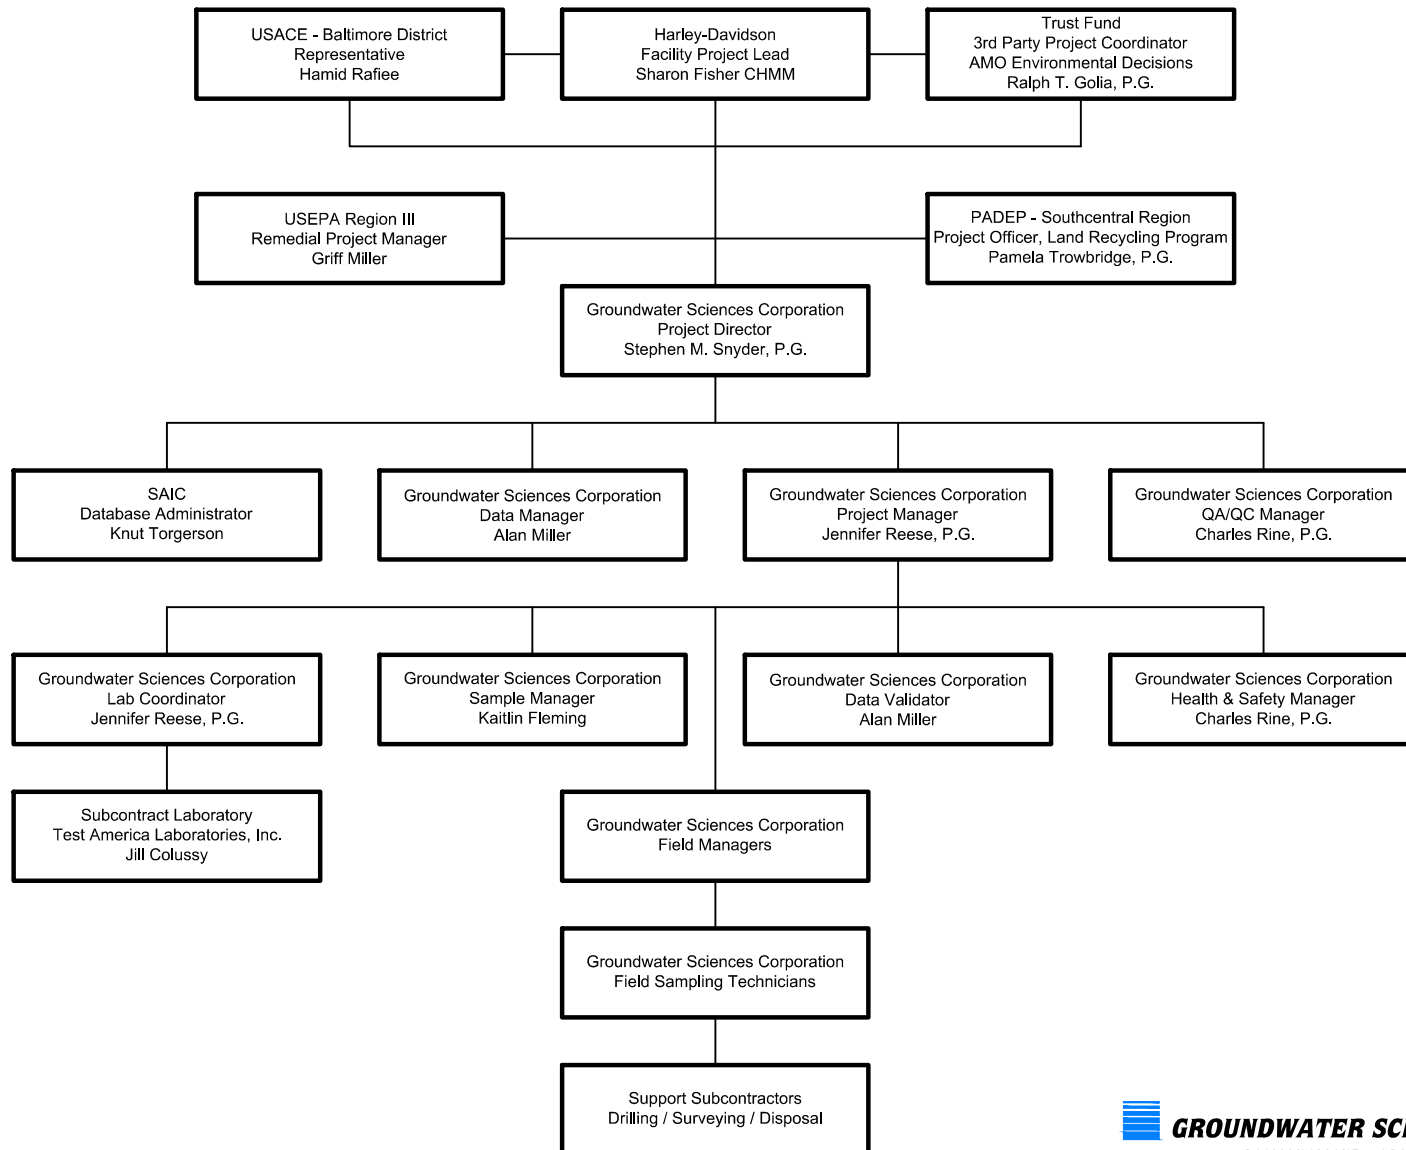 USACE - Baltimore District
Representative
Hamid Rafiee
Harley-Davidson
Facility Project Lead
Sharon Fisher CHMM
Trust Fund
3rd Party Project Coordinator
AMO Environmental Decisions
Ralph T. Golia, P.G.
USEPA Region III
Remedial Project Manager
Griff Miller
PADEP - Southcentral Region
Project Officer, Land Recycling Program
Pamela Trowbridge, P.G.
Groundwater Sciences Corporation
Project Director
Stephen M. Snyder, P.G.
SAIC
Database Administrator
Knut Torgerson
Groundwater Sciences Corporation
Data Manager
Alan Miller
Groundwater Sciences Corporation
Project Manager
Jennifer Reese, P.G.
Groundwater Sciences Corporation
QA/QC Manager
Charles Rine, P.G.
Groundwater Sciences Corporation
Lab Coordinator
Jennifer Reese, P.G.
Groundwater Sciences Corporation
Sample Manager
Kaitlin Fleming
Groundwater Sciences Corporation
Data Validator
Alan Miller
Groundwater Sciences Corporation
Health & Safety Manager
Charles Rine, P.G.
Subcontract Laboratory
Test America Laboratories, Inc.
Jill Colussy
Groundwater Sciences Corporation
Field Managers
Groundwater Sciences Corporation
Field Sampling Technicians
Support Subcontractors
Drilling / Surveying / Disposal
GROUNDWATER SCI